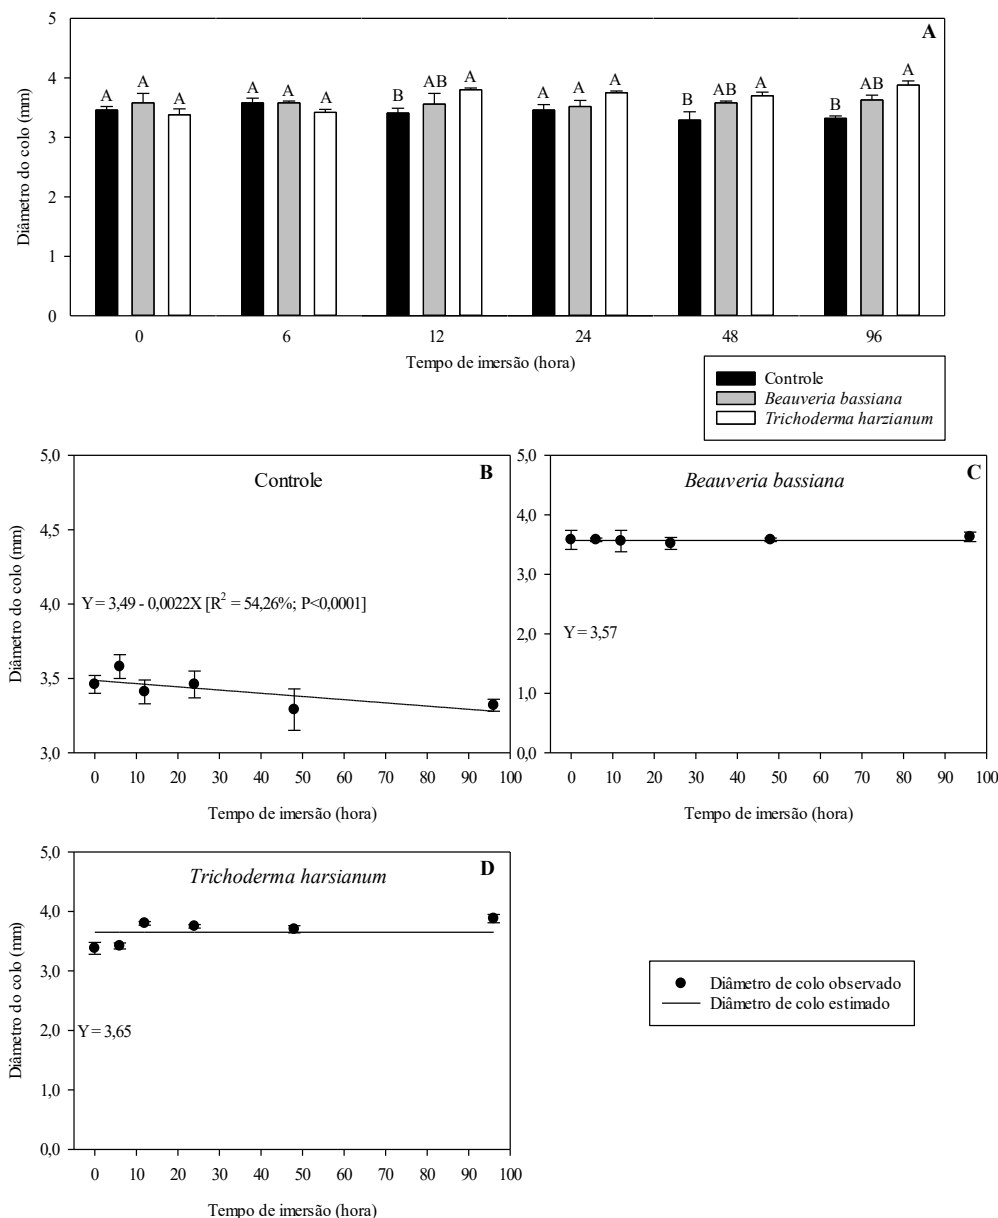 A
5
4
3
2
1
0
Diâmetro do colo (mm)
A A A
A A A
B AB A
A A A
B AB A
B AB A
0 6 12 24 48 96
Tempo de imersão (hora)
Controle
Beauveria bassiana
Trichoderma harzianum
B
Controle
5,0
4,5
4,0
3,5
3,0
Diâmetro do colo (mm)
Y = 3,49 - 0,0022X [R² = 54,26%; P<0,0001]
0 10 20 30 40 50 60 70 80 90 100
Tempo de imersão (hora)
C
Beauveria bassiana
5,0
4,0
3,0
2,0
1,0
0,0
Y = 3,57
0 10 20 30 40 50 60 70 80 90 100
Tempo de imersão (hora)
D
Trichoderma harsianum
5,0
4,0
3,0
2,0
1,0
0,0
Diâmetro do colo (mm)
Y = 3,65
0 10 20 30 40 50 60 70 80 90 100
Tempo de imersão (hora)
Diâmetro de colo observado
Diâmetro de colo estimado